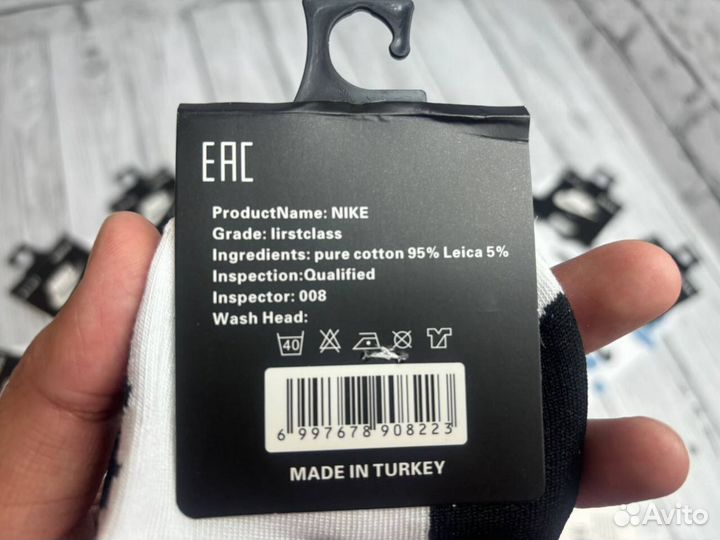 EAC
ProductName: NIKE
Grade: lirstclass
Ingredients: pure cotton 95% Leica 5%
Inspection:Qualified
Inspector: 008
Wash Head:
40
6 997678 908223
MADE IN TURKEY
Avito